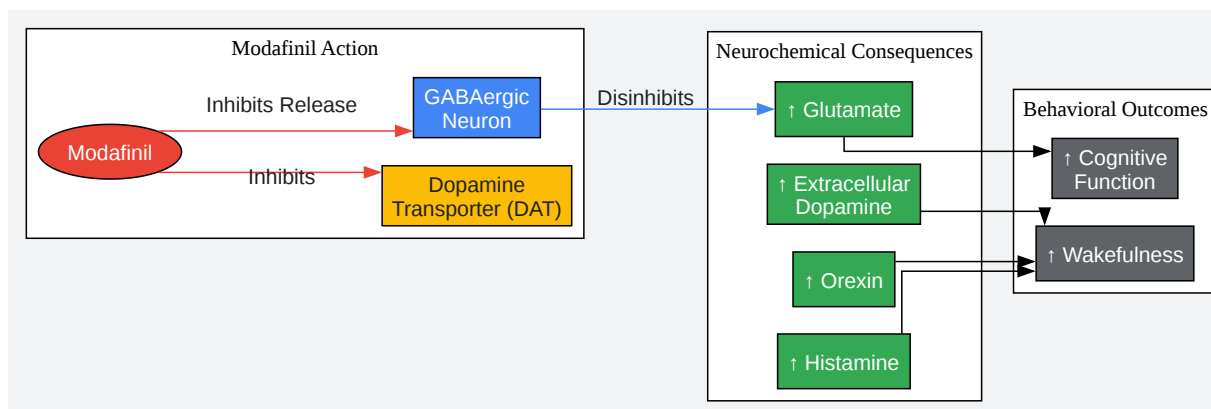 Modafinil Action
Modafinil
Inhibits Release
Inhibits
GABAergic
Neuron
Dopamine
Transporter (DAT)
Disinhibits
Neurochemical Consequences
↑ Glutamate
↑ Extracellular
Dopamine
↑ Orexin
↑ Histamine
Behavioral Outcomes
↑ Cognitive
Function
↑ Wakefulness